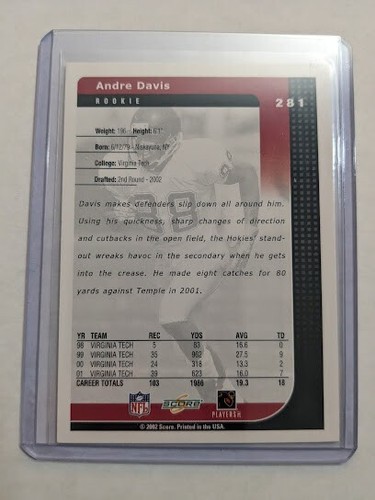 Andre Davis
ROOKIE
281
Weight: 196 - Height: 6'1"
Born: 6/12/79 - Niskayuna, NY
College: Virginia Tech
Drafted: 2nd Round - 2002
Davis makes defenders slip down all around him.
Using his quickness, sharp changes of direction
and cutbacks in the open field, the Hokies' stand-
out wreaks havoc in the secondary when he gets
into the crease. He made eight catches for 80
yards against Temple in 2001.
YR TEAM REC YDS AVG TD
98 VIRGINIA TECH 5 83 16.6 0
99 VIRGINIA TECH 35 962 27.5 9
00 VIRGINIA TECH 24 318 13.3 2
01 VIRGINIA TECH 39 623 16.0 7
CAREER TOTALS 103 1986 19.3 18
NFL
SCORE
PLAYERS
© 2002 Score. Printed in the USA.